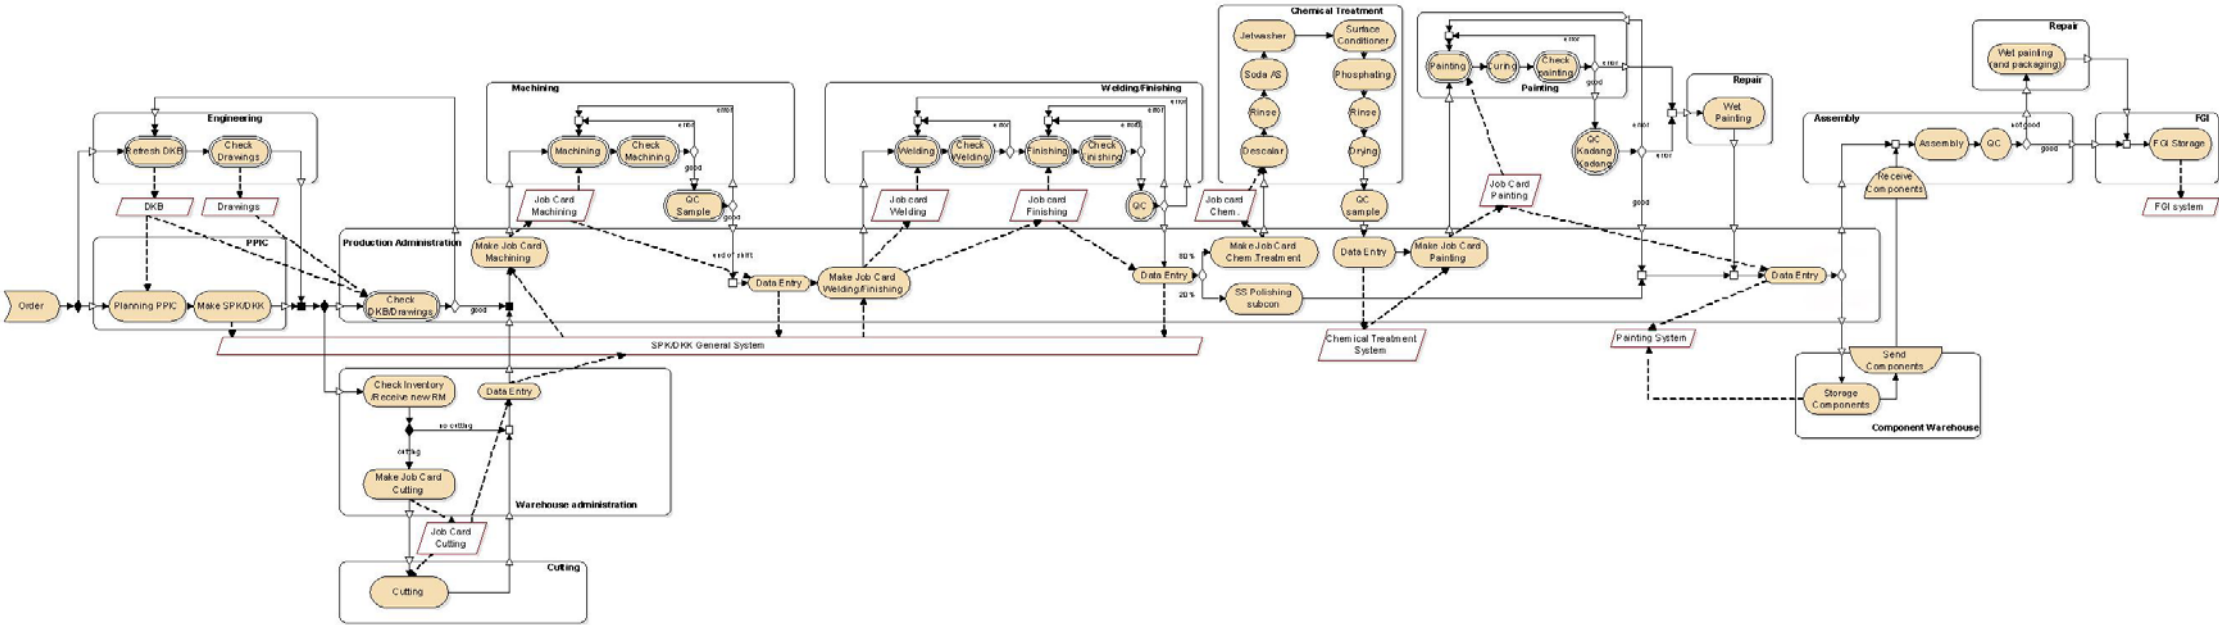 Engineering
Refresh DKB
Check
Drawings
DKB
Drawings
PPIC
Order
Planning PPIC
Make SPK/DKK
Production Administration
Check
DKB/Drawings
good
Make Job Card
Machining
Machining
Machining
Check
Machining
error
error
good
QC
Sample
good
Job Card
Machining
end of shift
Data Entry
Make Job Card
Welding/Finishing
Welding/Finishing
Welding
Check
Welding
error
Finishing
Check
Finishing
error
error
error
QC
Job card
Welding
Job card
Finishing
Data Entry
80%
20%
Make Job Card
Chem.Treatment
SS Polishing
subcon
Job card
Chem.
Chemical Treatment
Jetwasher
Surface
Conditioner
Soda AS
Phosphating
Rinse
Rinse
Descaler
Drying
QC
sample
Data Entry
Make Job Card
Painting
Chemical Treatment
System
Painting
Curing
Check
painting
error
error
good
Painting
Job Card
Painting
QC
Kadang
Kadang
error
error
good
Repair
Wet
Painting
Data Entry
Painting System
SPK/DKK General System
Check Inventory
/Receive new RM
Data Entry
no cutting
cutting
Make Job Card
Cutting
Warehouse administration
Job Card
Cutting
Cutting
Cutting
Assembly
Receive
Components
Assembly
QC
not good
good
Repair
Wet painting
(and packaging)
FGI
FGI Storage
FGI system
Send
Components
Storage
Components
Component Warehouse